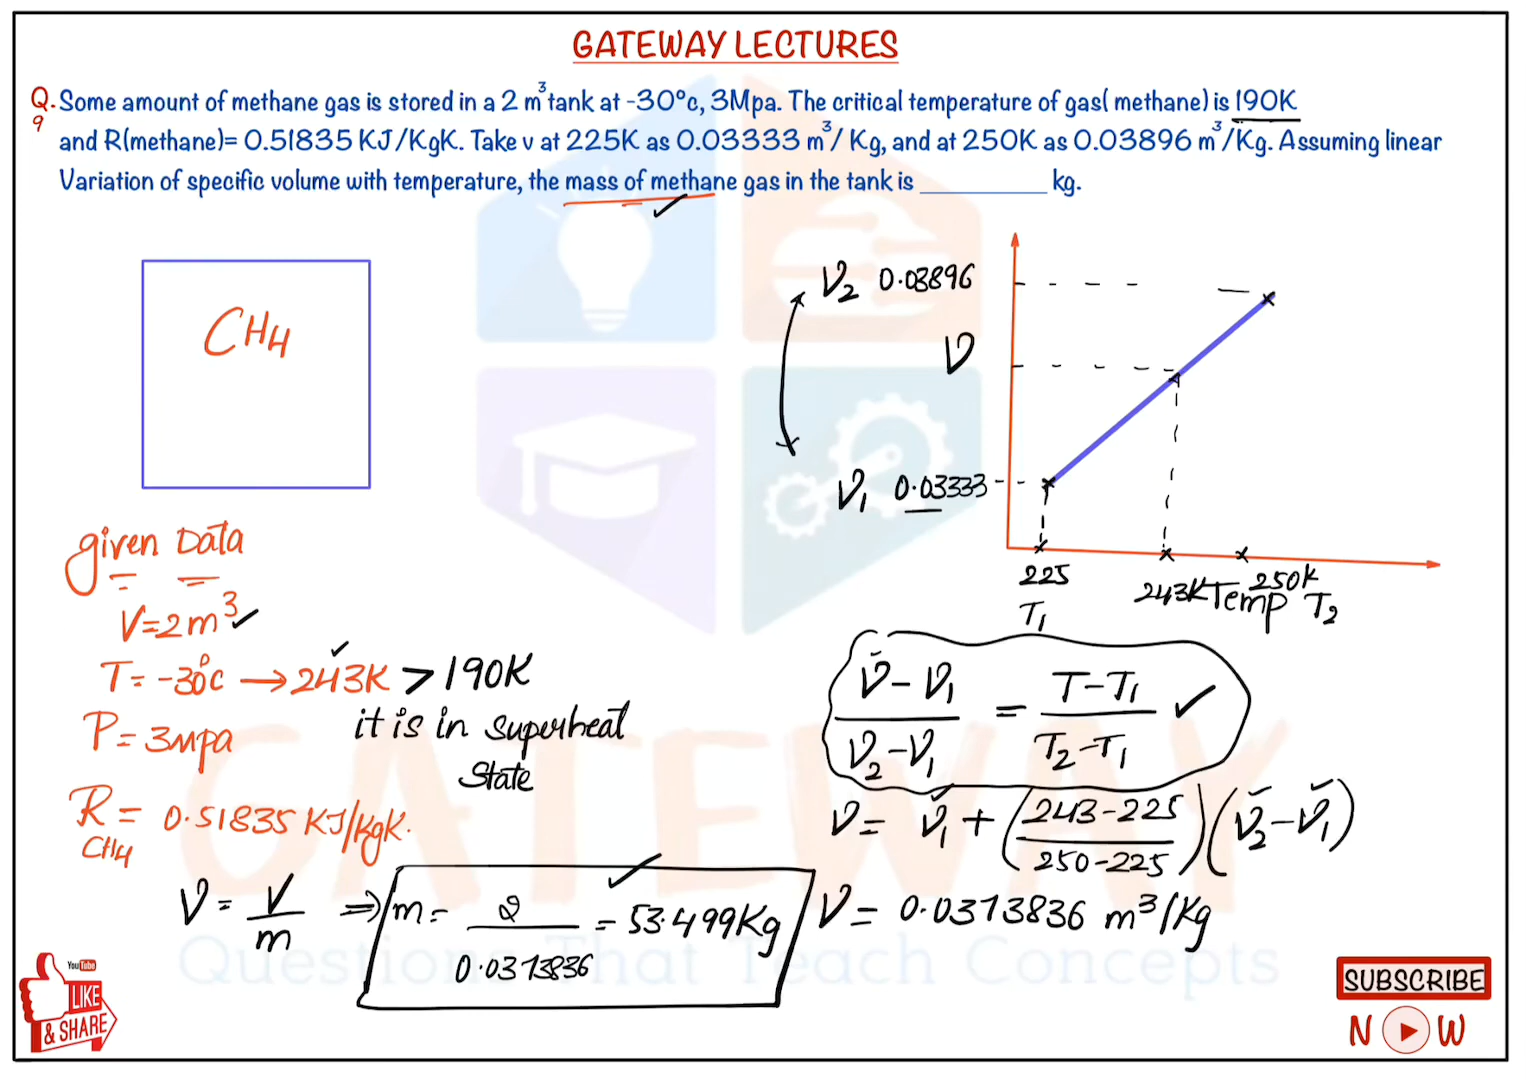 GATEWAY LECTURES
Q. Some amount of methane gas is stored in a 2 m³ tank at -30°c, 3Mpa. The critical temperature of gas( methane) is 190K
9 and R(methane)= 0.51835 KJ/KgK. Take v at 225K as 0.03333 m³/ Kg, and at 250K as 0.03896 m³/Kg. Assuming linear
Variation of specific volume with temperature, the mass of methane gas in the tank is __________ kg.
CH4
V2 0.03896
V
V1 0.03333
225
T1
243K
Temp
250K
T2
given Data
V=2m³
T= -30°c → 243K > 190K
it is in superheat
state
P= 3Mpa
R = 0.51835 KJ/kgK.
CH4
V = V/m ⇒ m = 2/0.0373836 = 53.499Kg
(V-V1)/(V2-V1) = (T-T1)/(T2-T1)
V= V1 + (243-225/250-225)(V2-V1)
V= 0.0373836 m³/Kg
GATEWAY
Questions That Teach Concepts
YouTube
LIKE
& SHARE
SUBSCRIBE
N W